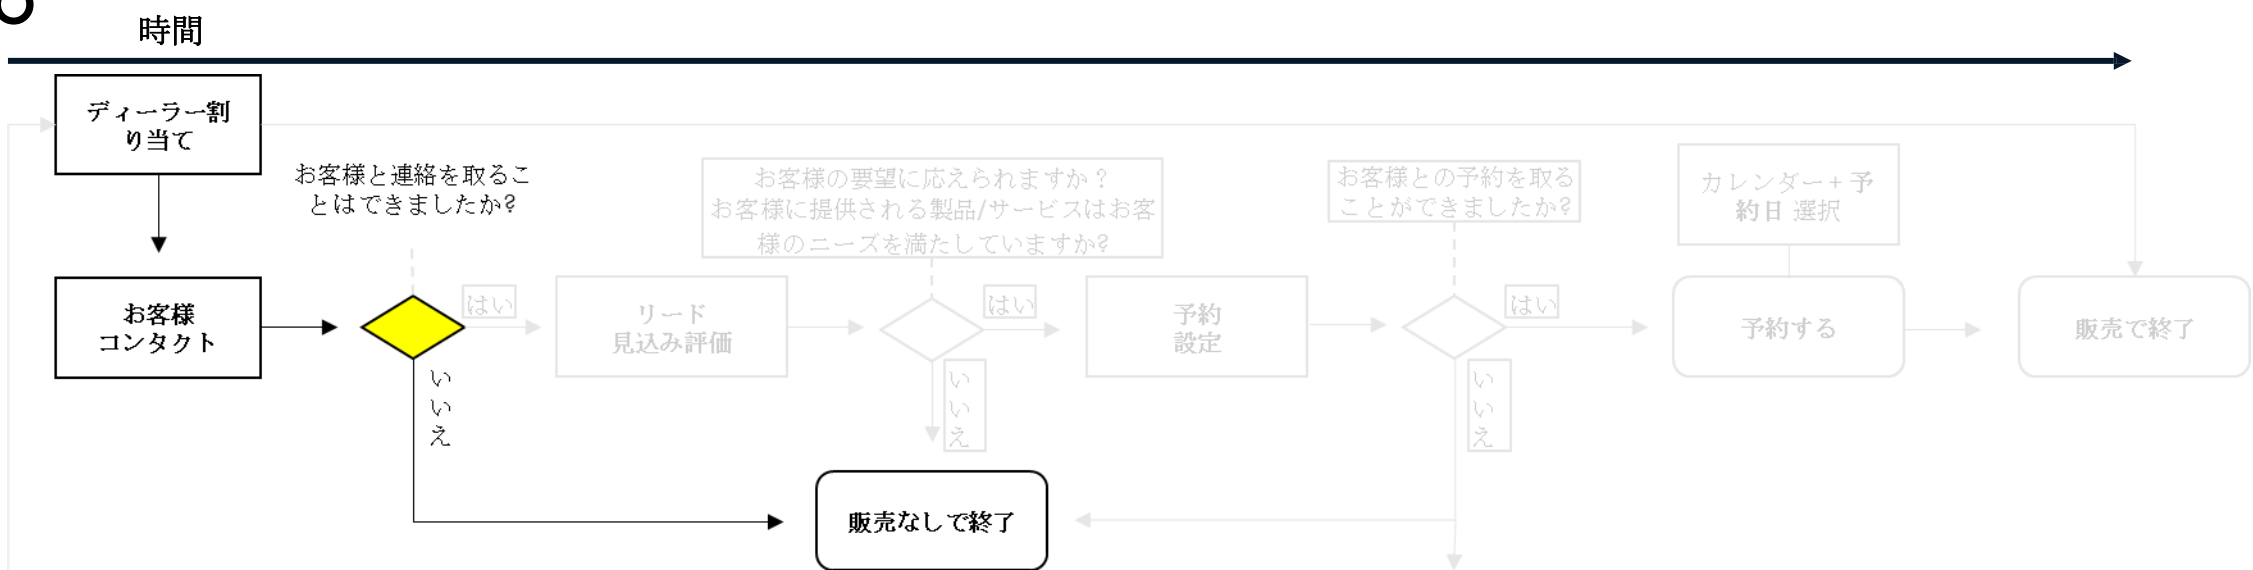 時間
ディーラー割
り当て
お客様と連絡を取るこ
とはできましたか?
お客様の要望に応えられますか？
お客様に提供される製品/サービスはお客
様のニーズを満たしていますか?
お客様との予約を取る
ことができましたか?
カレンダー+予
約日 選択
お客様
コンタクト
はい
リード
見込み評価
はい
予約
設定
はい
予約する
販売で終了
い
い
え
い
い
え
い
い
え
販売なしで終了